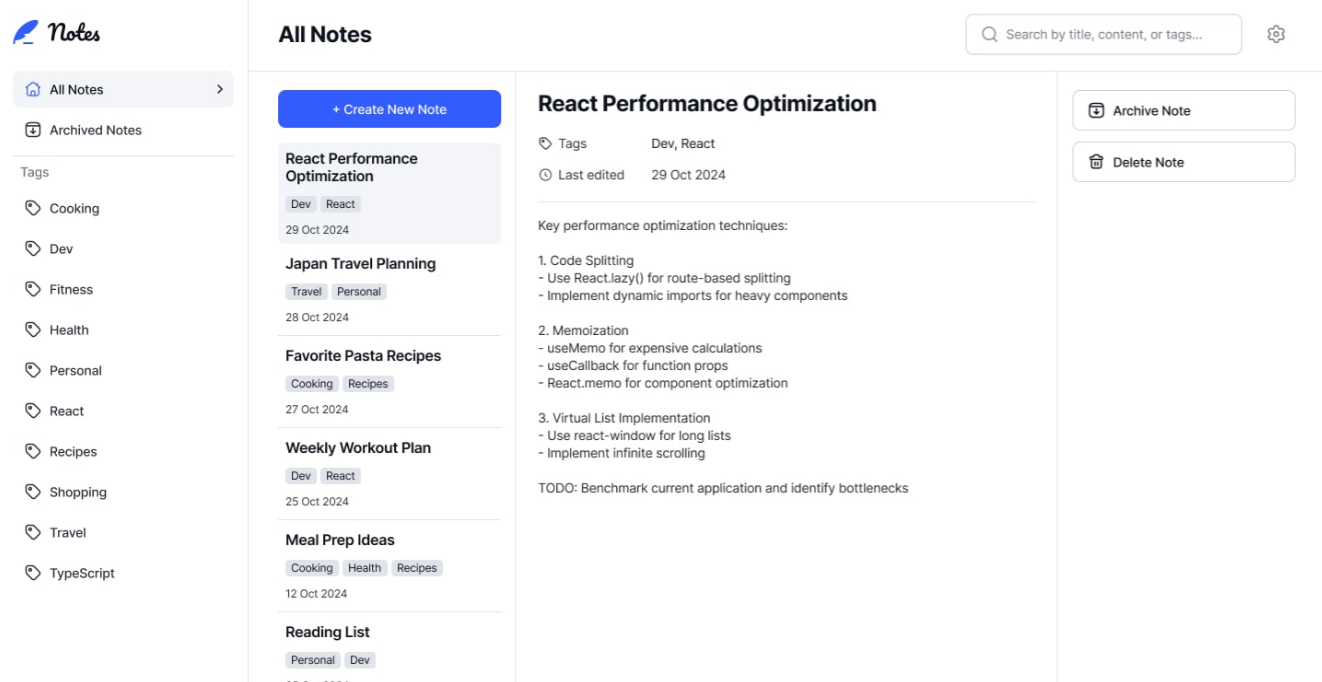 Notes
All Notes
Archived Notes
Tags
Cooking
Dev
Fitness
Health
Personal
React
Recipes
Shopping
Travel
TypeScript
All Notes
Search by title, content, or tags...
+ Create New Note
React Performance
Optimization
Dev React
29 Oct 2024
Japan Travel Planning
Travel Personal
28 Oct 2024
Favorite Pasta Recipes
Cooking Recipes
27 Oct 2024
Weekly Workout Plan
Dev React
25 Oct 2024
Meal Prep Ideas
Cooking Health Recipes
12 Oct 2024
Reading List
Personal Dev
React Performance Optimization
Tags Dev, React
Last edited 29 Oct 2024
Key performance optimization techniques:
1. Code Splitting
- Use React.lazy() for route-based splitting
- Implement dynamic imports for heavy components
2. Memoization
- useMemo for expensive calculations
- useCallback for function props
- React.memo for component optimization
3. Virtual List Implementation
- Use react-window for long lists
- Implement infinite scrolling
TODO: Benchmark current application and identify bottlenecks
Archive Note
Delete Note